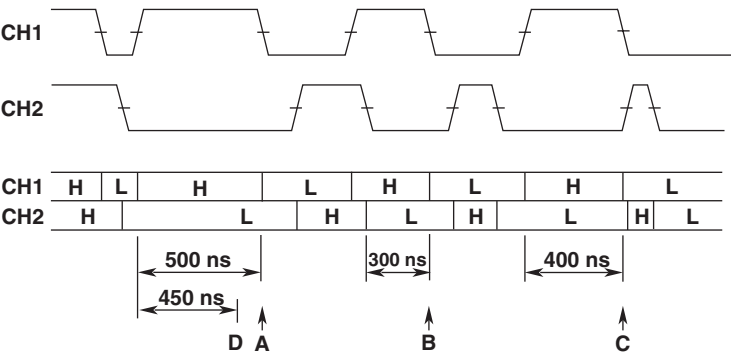 CH1
CH2
CH1 H L H L H L H L
CH2 H L H L H L H L
500 ns 300 ns 400 ns
450 ns
D A B C